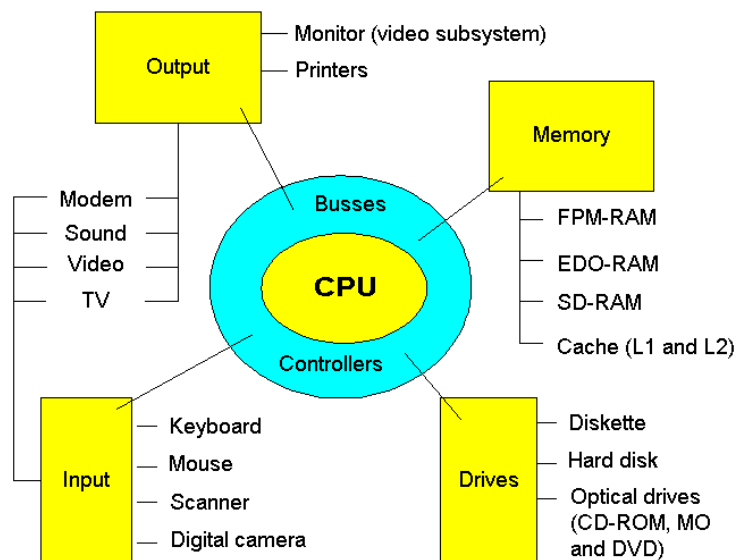 Output
Monitor (video subsystem)
Printers
Memory
FPM-RAM
EDO-RAM
SD-RAM
Cache (L1 and L2)
Modem
Sound
Video
TV
Busses
CPU
Controllers
Input
Keyboard
Mouse
Scanner
Digital camera
Drives
Diskette
Hard disk
Optical drives
(CD-ROM, MO
and DVD)